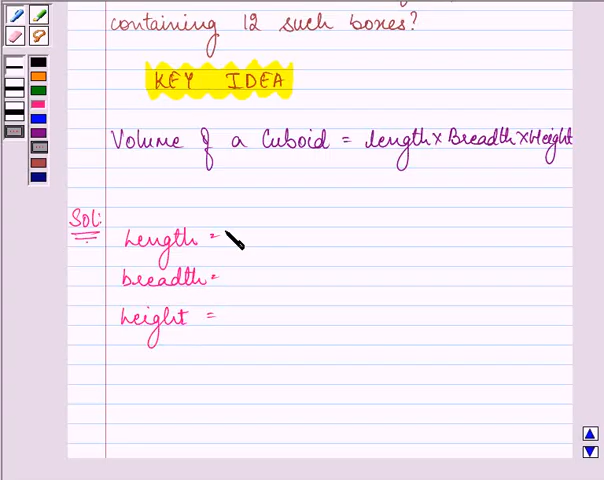 containing 12 such boxes?
KEY IDEA
Volume of a Cuboid = length × Breadth × Height
Sol:
Length =
breadth =
height =